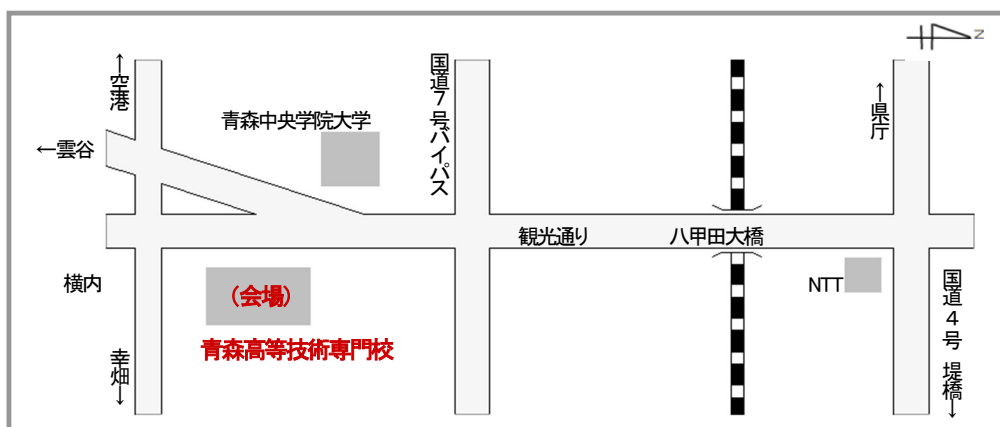 N
↑空港
国道7号バイパス
↑県庁
青森中央学院大学
←雲谷
観光通り
八甲田大橋
横内
NTT
(会場)
国道4号 堤橋↓
青森高等技術専門校
幸畑↓